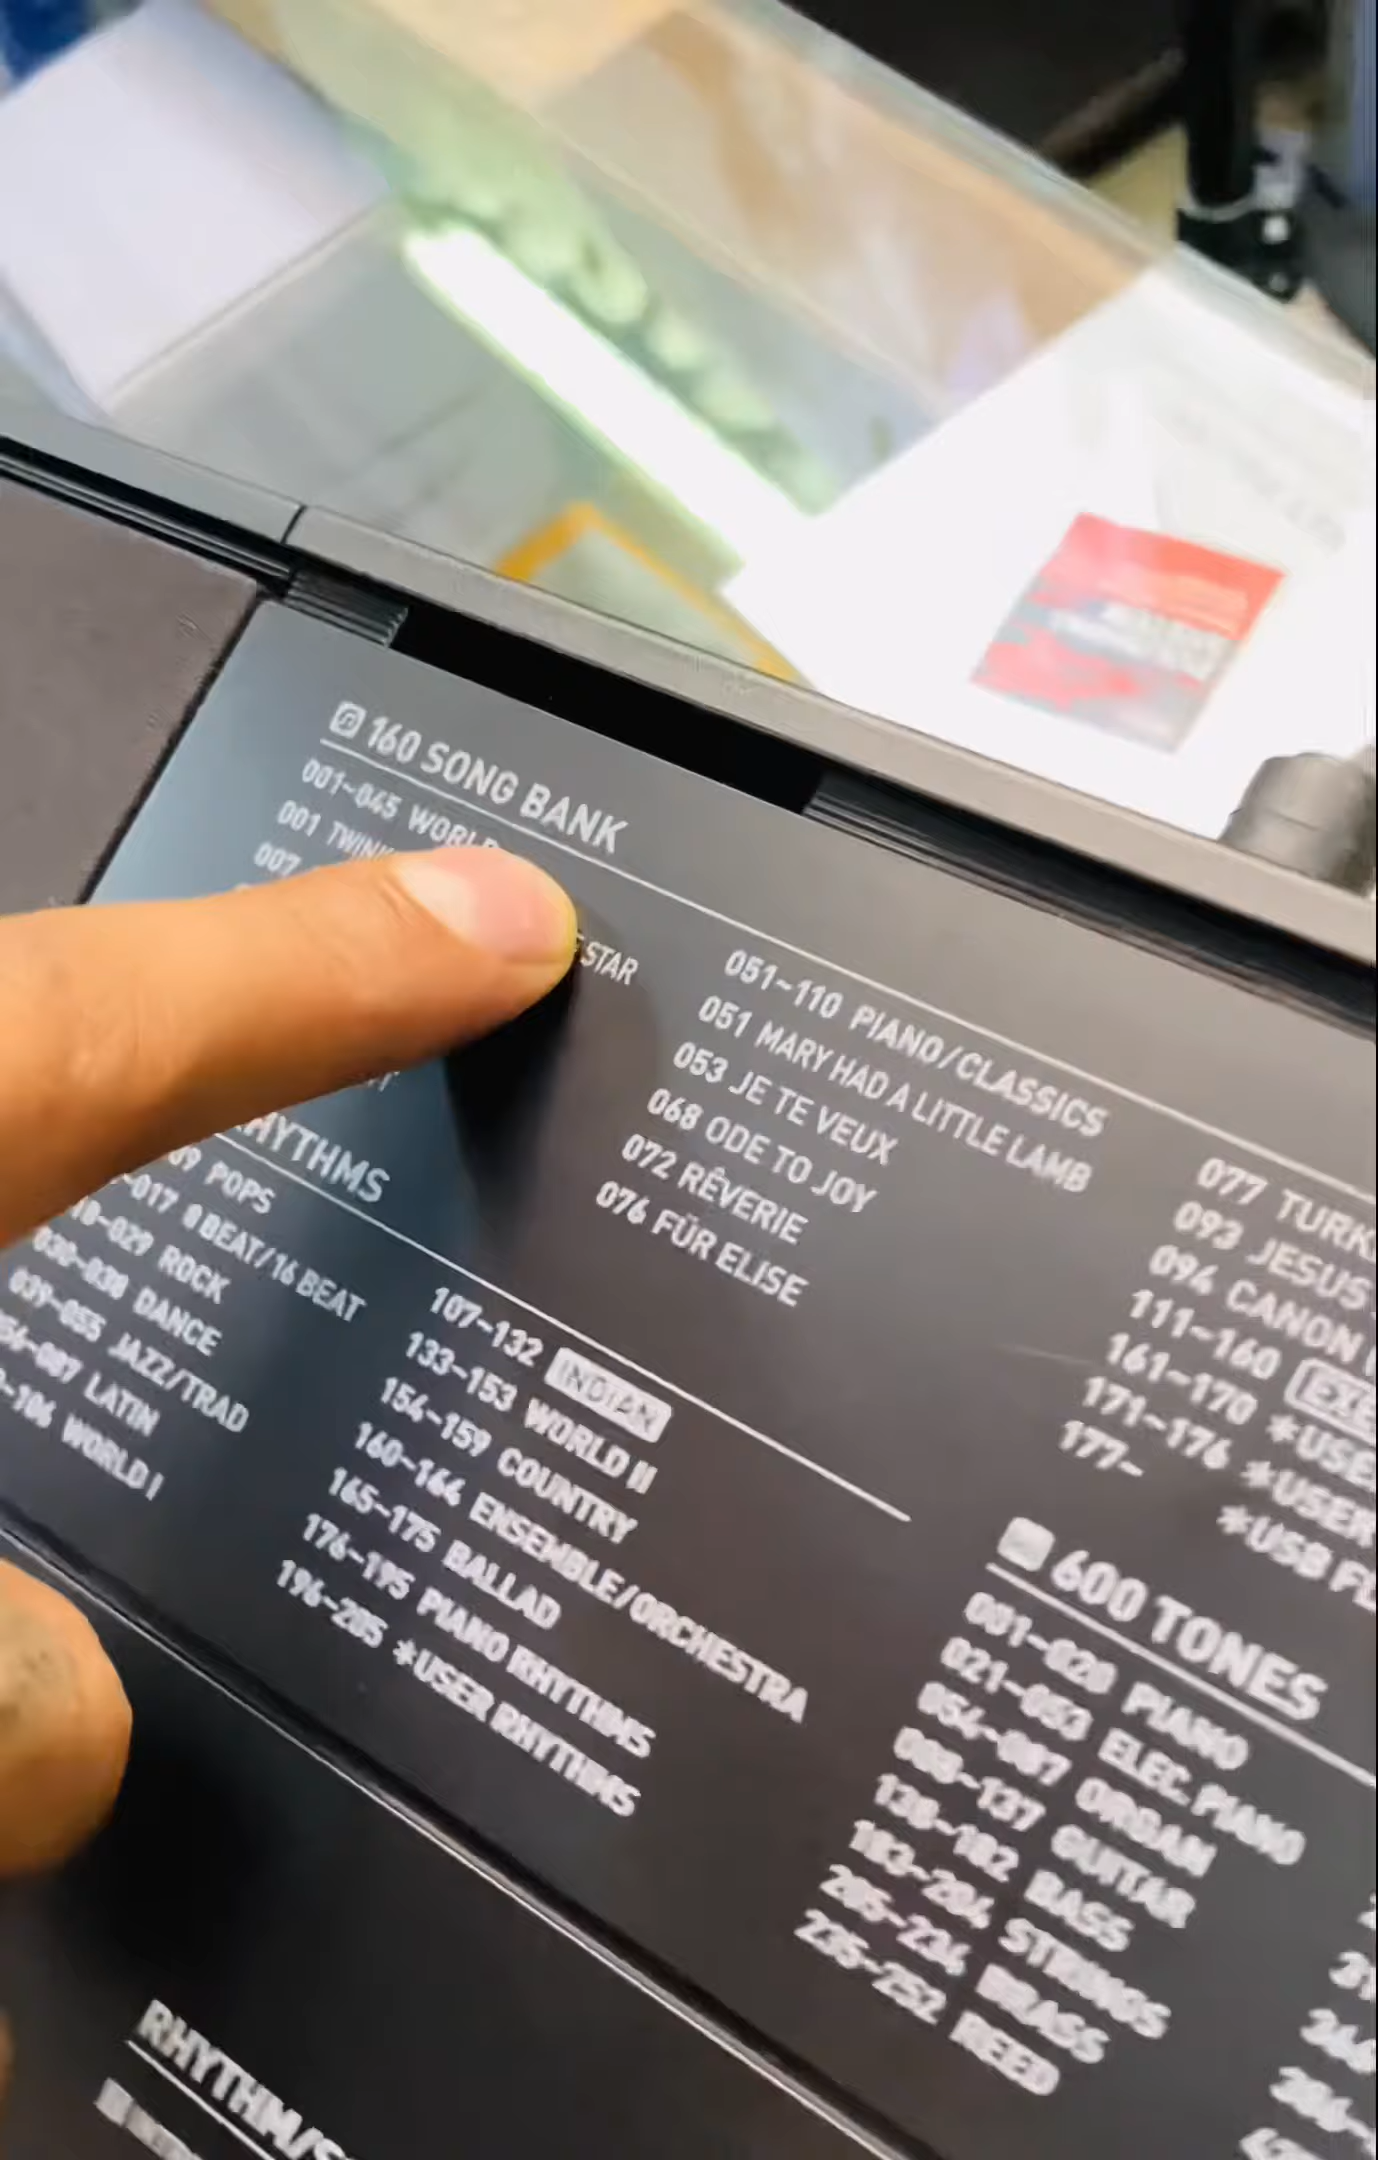 160 SONG BANK
001~045 WORLD
001 TWIN
007
STAR
051~110 PIANO/CLASSICS
051 MARY HAD A LITTLE LAMB
053 JE TE VEUX
068 ODE TO JOY
072 RÊVERIE
076 FÜR ELISE
077 TURK
093 JESUS
094 CANON
111~160 EXE
161~170 *USE
171~176 *USER
177~ *USB FL
RHYTHMS
09 POPS
-017 8 BEAT/16 BEAT
18-029 ROCK
030-038 DANCE
039-055 JAZZ/TRAD
056-087 LATIN
-106 WORLD I
107~132 INDIAN
133~153 WORLD II
154~159 COUNTRY
160~164 ENSEMBLE/ORCHESTRA
165~175 BALLAD
176~195 PIANO RHYTHMS
196~205 *USER RHYTHMS
600 TONES
001~020 PIANO
021~053 ELEC. PIANO
054~087 ORGAN
088~137 GUITAR
138~182 BASS
183~204 STRINGS
205~234 BRASS
235~252 REED
RHYTHM/S